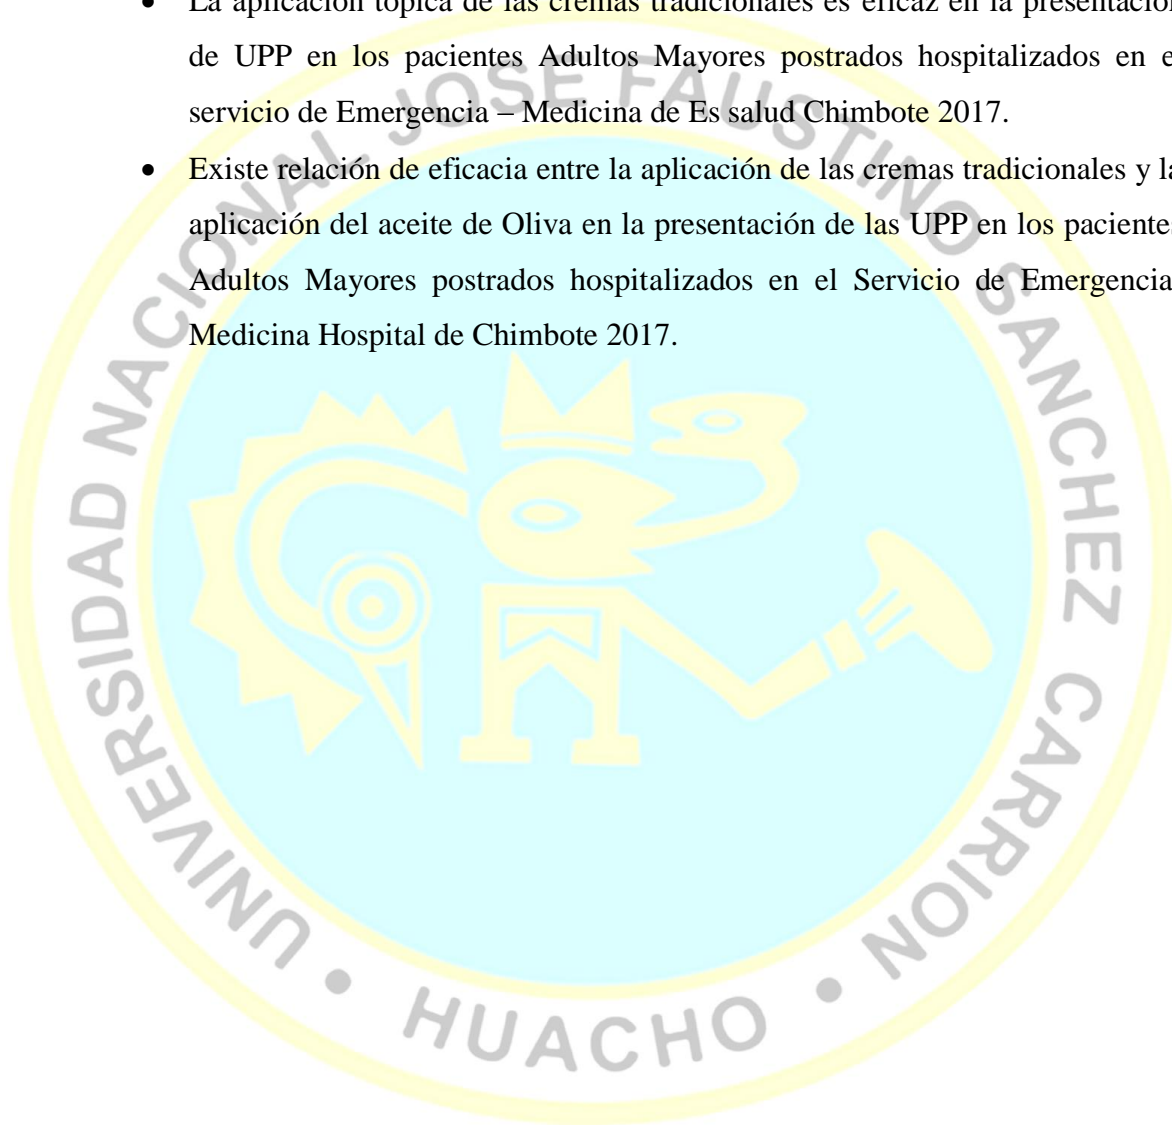 • La aplicación tópica de las cremas tradicionales es eficaz en la presentación
de UPP en los pacientes Adultos Mayores postrados hospitalizados en e
servicio de Emergencia – Medicina de Es salud Chimbote 2017.
• Existe relación de eficacia entre la aplicación de las cremas tradicionales y la
aplicación del aceite de Oliva en la presentación de las UPP en los pacientes
Adultos Mayores postrados hospitalizados en el Servicio de Emergencia
Medicina Hospital de Chimbote 2017.
UNIVERSIDAD NACIONAL JOSE FAUSTINO SANCHEZ CARRION
• HUACHO •